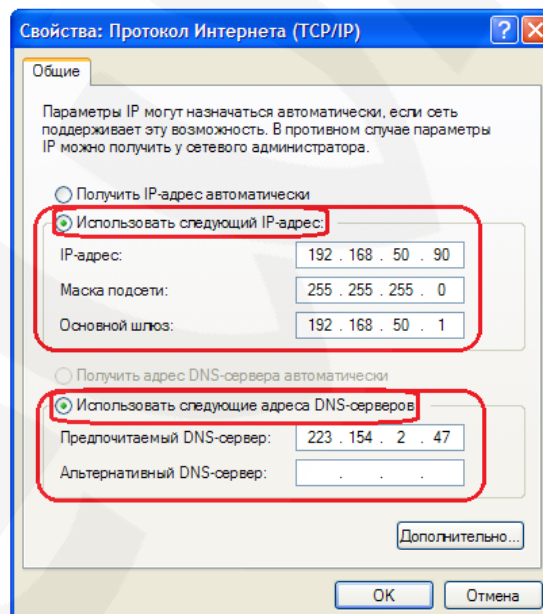 Свойства: Протокол Интернета (TCP/IP)
Общие
Параметры IP могут назначаться автоматически, если сеть
поддерживает эту возможность. В противном случае параметры
IP можно получить у сетевого администратора.
Получить IP-адрес автоматически
Использовать следующий IP-адрес:
IP-адрес: 192 . 168 . 50 . 90
Маска подсети: 255 . 255 . 255 . 0
Основной шлюз: 192 . 168 . 50 . 1
Получить адрес DNS-сервера автоматически
Использовать следующие адреса DNS-серверов
Предпочитаемый DNS-сервер: 223 . 154 . 2 . 47
Альтернативный DNS-сервер: . . .
Дополнительно...
OK Отмена